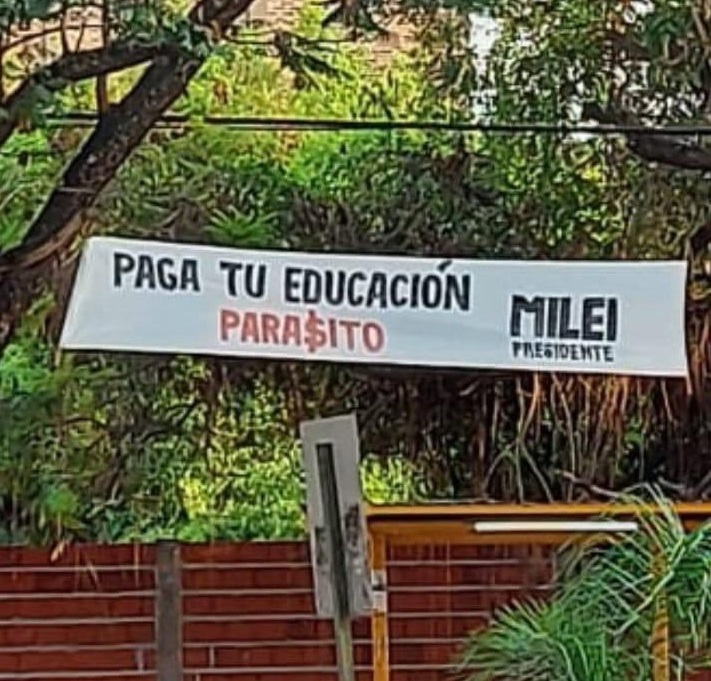 PAGA TU EDUCACIÓN
PARA$ITO
MILEI
PRESIDENTE